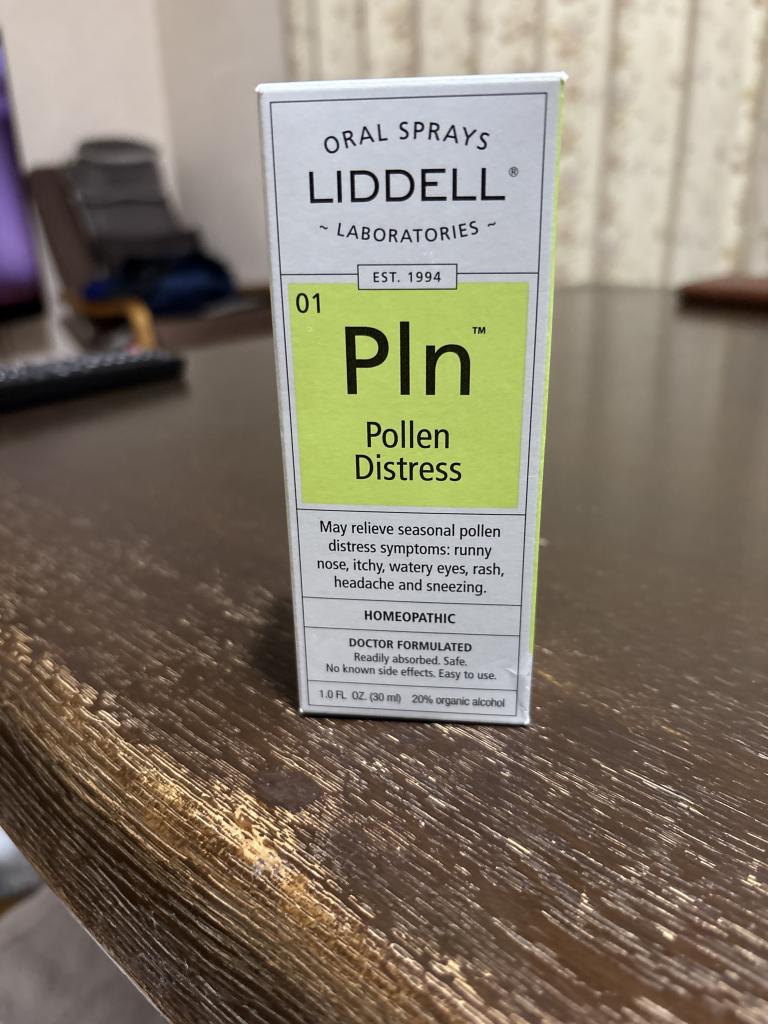 ORAL SPRAYS
LIDDELL®
~ LABORATORIES ~
EST. 1994
01
Pln™
Pollen
Distress
May relieve seasonal pollen
distress symptoms: runny
nose, itchy, watery eyes, rash,
headache and sneezing.
HOMEOPATHIC
DOCTOR FORMULATED
Readily absorbed. Safe.
No known side effects. Easy to use.
1.0 FL OZ. (30 ml) 20% organic alcohol